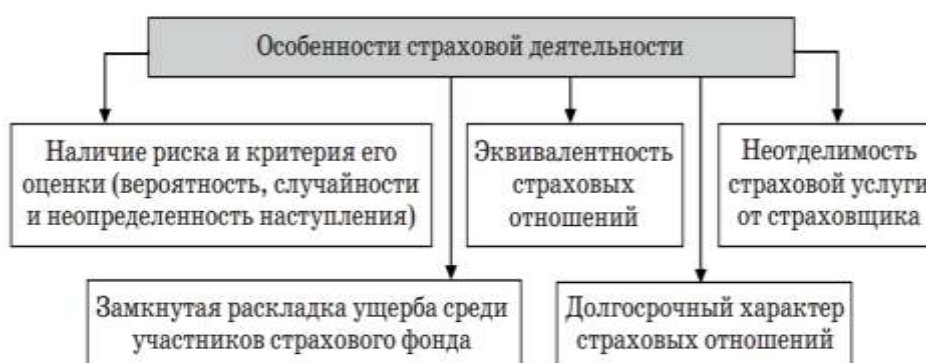 Особенности страховой деятельности
Наличие риска и критерия его
оценки (вероятность, случайности
и неопределенность наступления)
Эквивалентность
страховых
отношений
Неотделимость
страховой услуги
от страховщика
Замкнутая раскладка ущерба среди
участников страхового фонда
Долгосрочный характер
страховых отношений